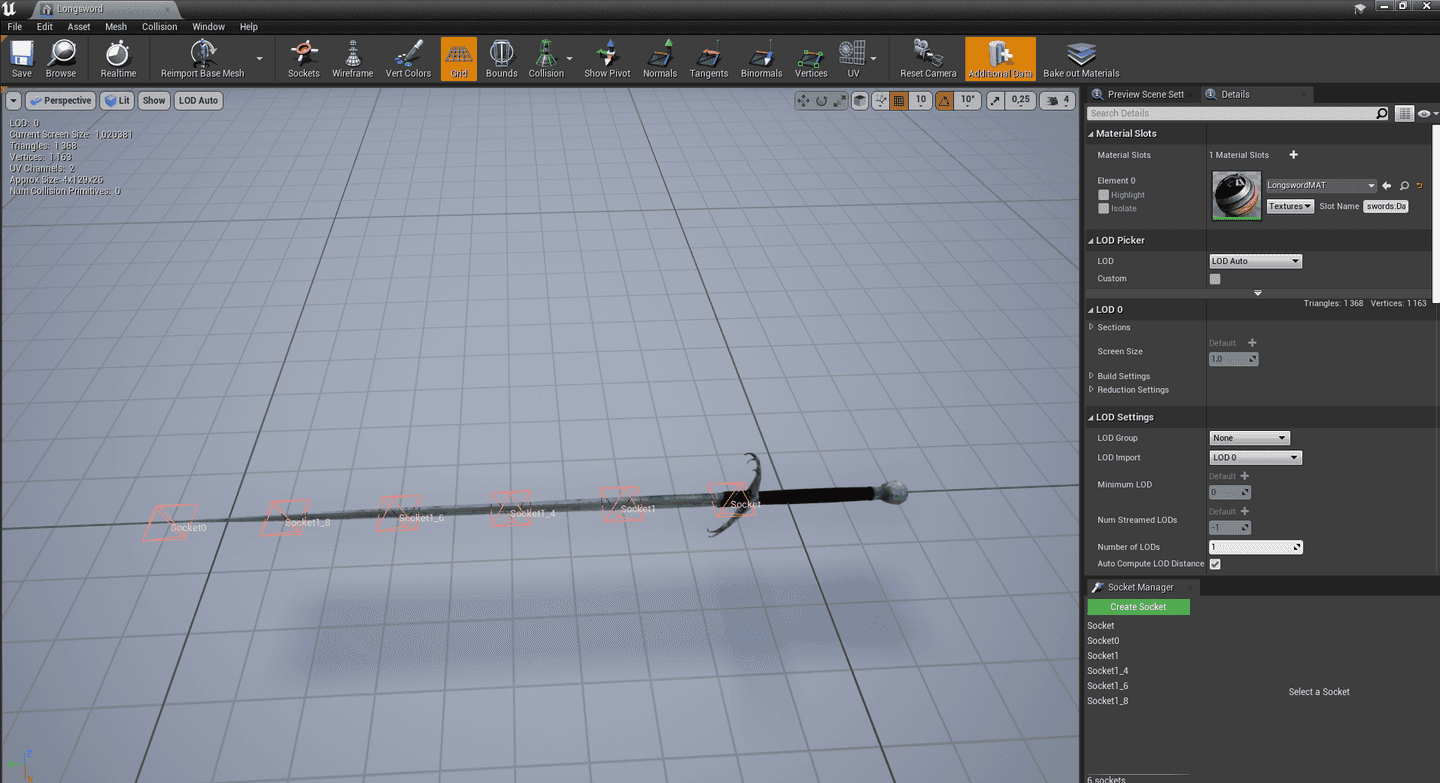 Longsword
File Edit Asset Mesh Collision Window Help
Save Browse Realtime Reimport Base Mesh Sockets Wireframe Vert Colors Grid Bounds Collision Show Pivot Normals Tangents Binormals Vertices UV Reset Camera Additional Data Bake out Materials
Perspective Lit Show LOD Auto 10 10° 0,25 4
LOD: 0
Current Screen Size: 1,020381
Triangles: 1 368
Vertices: 1 163
UV Channels: 2
Approx Size: 4x129x26
Num Collision Primitives: 0
Socket0
Socket1_8
Socket1_6
Socket1_4
Socket1
Socket
Z
Preview Scene Sett Details
Search Details
Material Slots
Material Slots 1 Material Slots
Element 0
LongswordMAT
Highlight
Isolate
Textures Slot Name swords:Da
LOD Picker
LOD LOD Auto
Custom
Triangles: 1 368 Vertices: 1 163
LOD 0
Sections
Default
Screen Size
1.0
Build Settings
Reduction Settings
LOD Settings
LOD Group None
LOD Import LOD 0
Default
Minimum LOD
0
Default
Num Streamed LODs
-1
Number of LODs 1
Auto Compute LOD Distance
Socket Manager
Create Socket
Socket
Socket0
Socket1
Socket1_4
Socket1_6
Socket1_8
Select a Socket
6 sockets